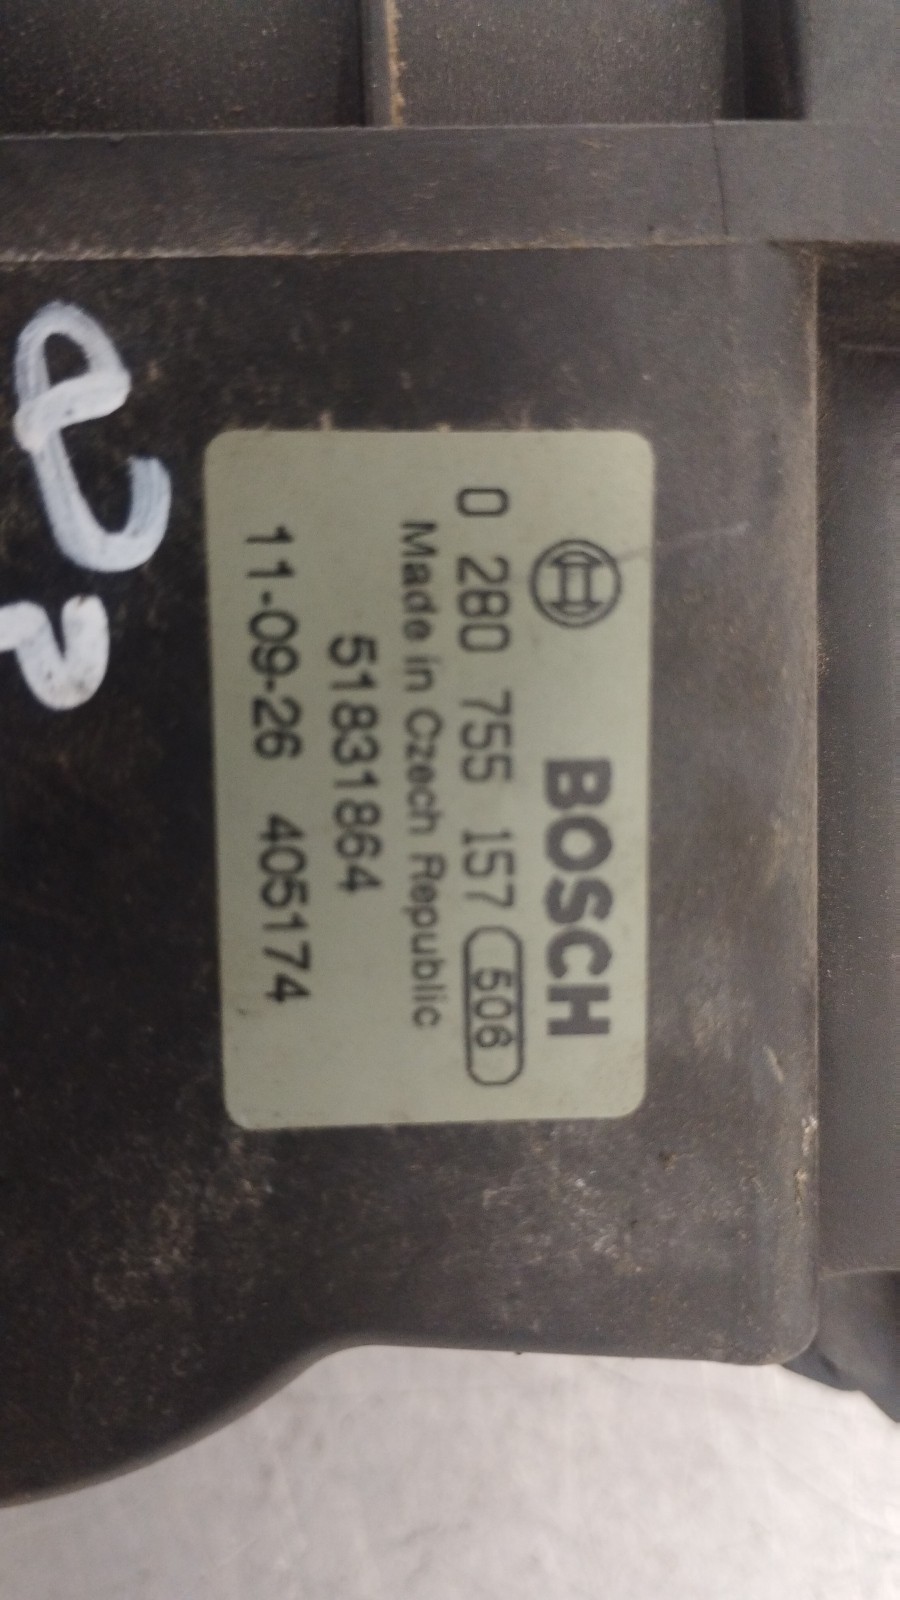 BOSCH
0 280 755 157 506
Made in Czech Republic
51831864
11-09-26 405174